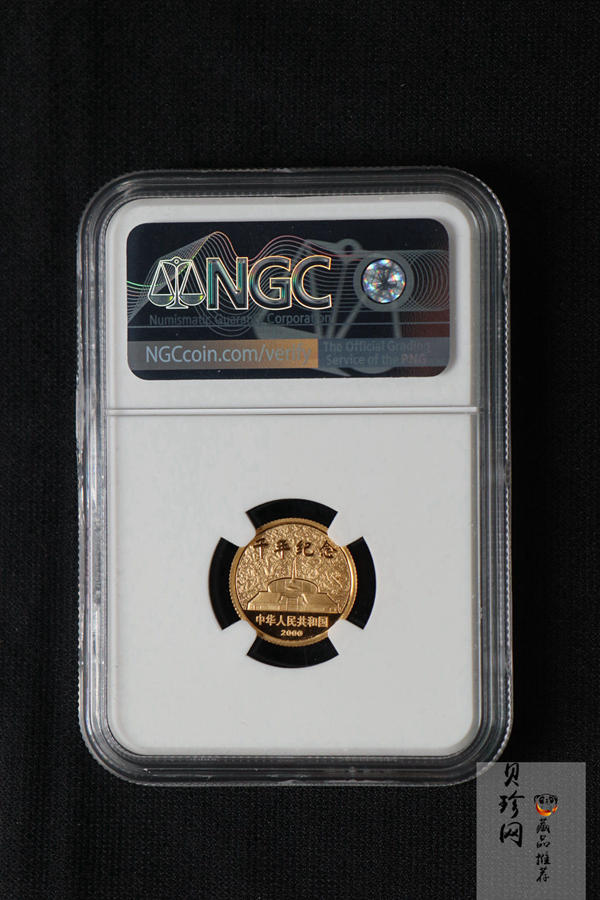 NGC
Numismatic Guaranty Corporation
NGCcoin.com/verify
The Official Grading
Service of the PNG
千年纪念
中华人民共和国
2000
贝珍网
藏品推荐